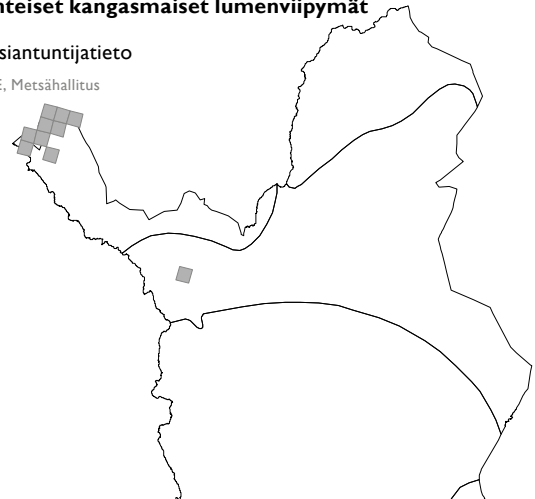 nteiset kangasmaiset lumenviipymät
siantuntijatieto
E, Metsähallitus